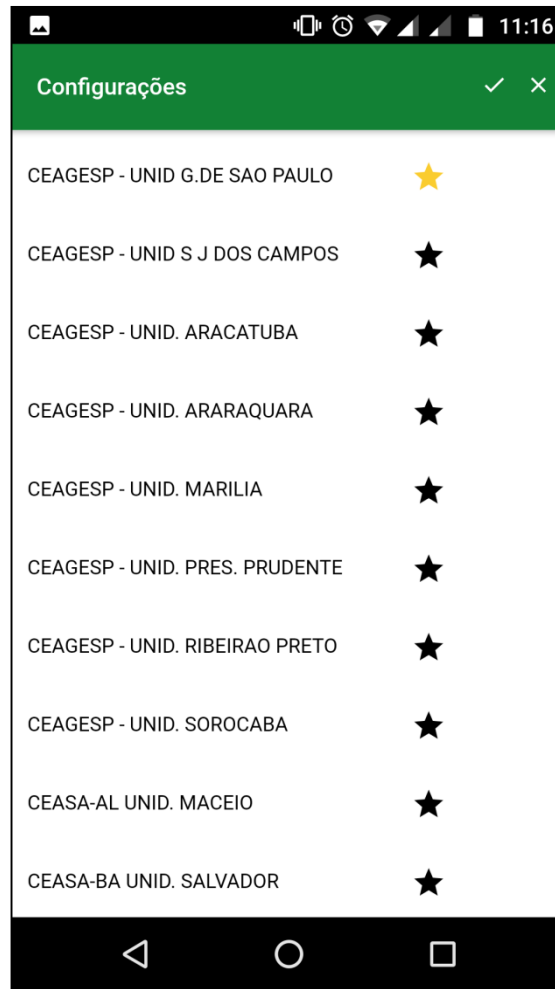 11:16
Configurações
CEAGESP - UNID G.DE SAO PAULO
CEAGESP - UNID S J DOS CAMPOS
CEAGESP - UNID. ARACATUBA
CEAGESP - UNID. ARARAQUARA
CEAGESP - UNID. MARILIA
CEAGESP - UNID. PRES. PRUDENTE
CEAGESP - UNID. RIBEIRAO PRETO
CEAGESP - UNID. SOROCABA
CEASA-AL UNID. MACEIO
CEASA-BA UNID. SALVADOR